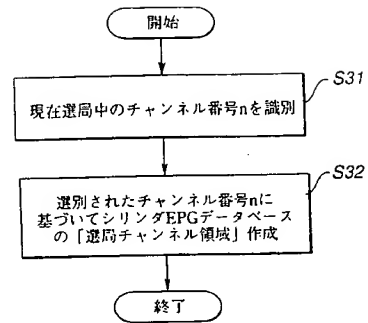 開始
S31
現在選局中のチャンネル番号nを識別
S32
選別されたチャンネル番号nに
基づいてシリンダEPGデータベース
の「選局チャンネル領域」作成
終了